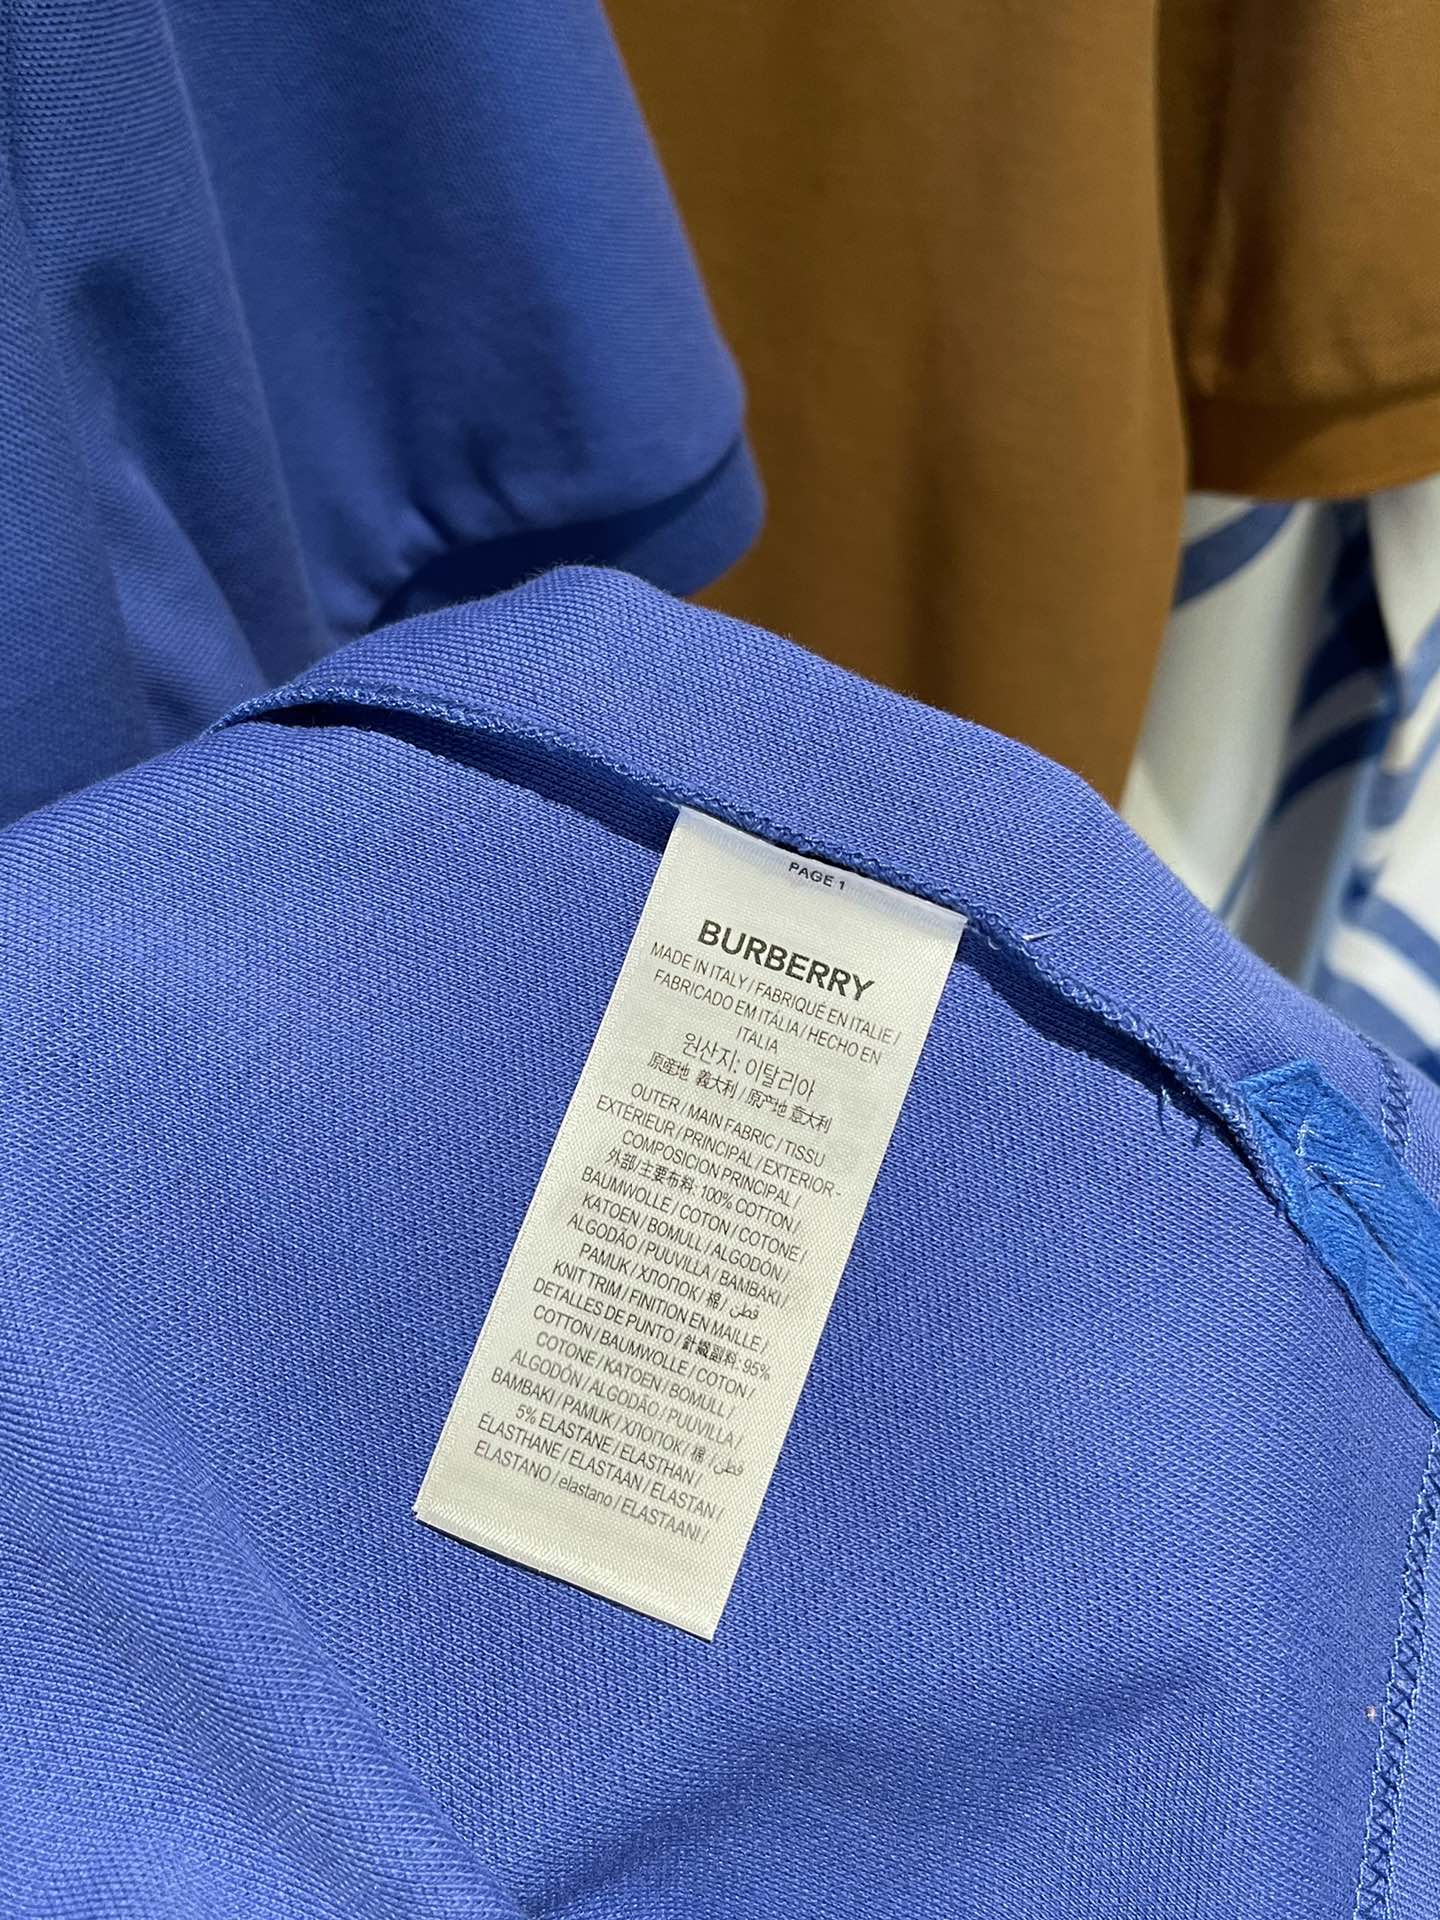 PAGE 1
BURBERRY
MADE IN ITALY / FABRIQUÉ EN ITALIE /
FABRICADO EM ITÁLIA / HECHO EN
ITALIA
원산지: 이탈리아
原産地 義大利 / 原产地 意大利
OUTER / MAIN FABRIC / TISSU
EXTÉRIEUR / PRINCIPAL / EXTERIOR -
COMPOSICION PRINCIPAL /
外部/主要布料: 100% COTTON /
BAUMWOLLE / COTON / COTONE /
KATOEN / BOMULL / ALGODÓN /
ALGODÃO / PUUVILLA / BAMBAKI /
PAMUK / ХЛОПОК / 棉 / قطن
KNIT TRIM / FINITION EN MAILLE /
DETALLES DE PUNTO / 針織副料: 95%
COTTON / BAUMWOLLE / COTON /
COTONE / KATOEN / BOMULL /
ALGODÓN / ALGODÃO / PUUVILLA /
BAMBAKI / PAMUK / ХЛОПОК / 棉 / قطن
5% ELASTANE / ELASTHAN /
ÉLASTHANE / ELASTAAN / ELASTAN /
ELASTANO / elastano / ELASTAANI /